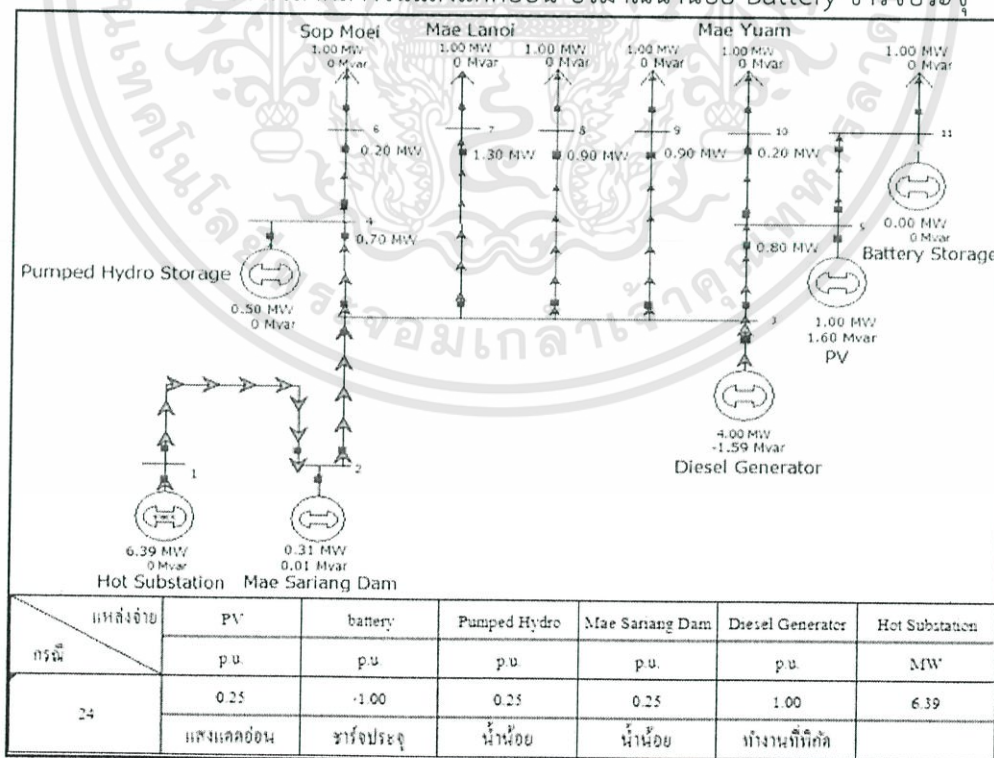 Battery ชาร์จประจุ
Sop Moei
Mae Lanoi
Mae Yuam
1.00 MW
0 Mvar
1.00 MW
0 Mvar
1.00 MW
0 Mvar
1.00 MW
0 Mvar
1.00 MW
0 Mvar
1.00 MW
0 Mvar
6
7
8
9
10
11
0.20 MW
1.30 MW
0.90 MW
0.90 MW
0.20 MW
0.00 MW
0 Mvar
Battery Storage
4
5
0.70 MW
0.80 MW
Pumped Hydro Storage
0.50 MW
0 Mvar
1.00 MW
1.60 Mvar
PV
3
4.00 MW
-1.59 Mvar
Diesel Generator
1
2
6.39 MW
0 Mvar
Hot Substation
0.31 MW
0.01 Mvar
Mae Sariang Dam
แหล่งจ่าย
กรณี
PV
battery
Pumped Hydro
Mae Sariang Dam
Diesel Generator
Hot Substation
p.u.
p.u.
p.u.
p.u.
p.u.
MW
24
0.25
-1.00
0.25
0.25
1.00
6.39
แสงแดดอ่อน
ชาร์จประจุ
น้ำน้อย
น้ำน้อย
ทำงานที่พิกัด